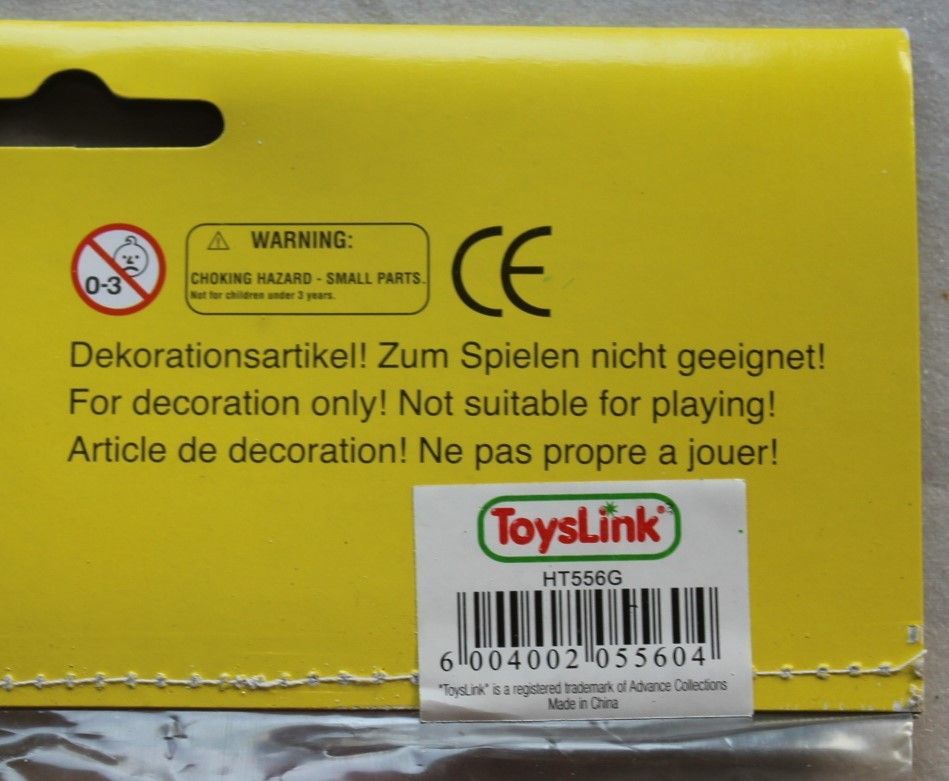 0-3
⚠ WARNING:
CHOKING HAZARD - SMALL PARTS.
Not for children under 3 years.
CE
Dekorationsartikel! Zum Spielen nicht geeignet!
For decoration only! Not suitable for playing!
Article de decoration! Ne pas propre a jouer!
ToysLink®
HT556G
6 004002 055604
"ToysLink" is a registered trademark of Advance Collections
Made in China